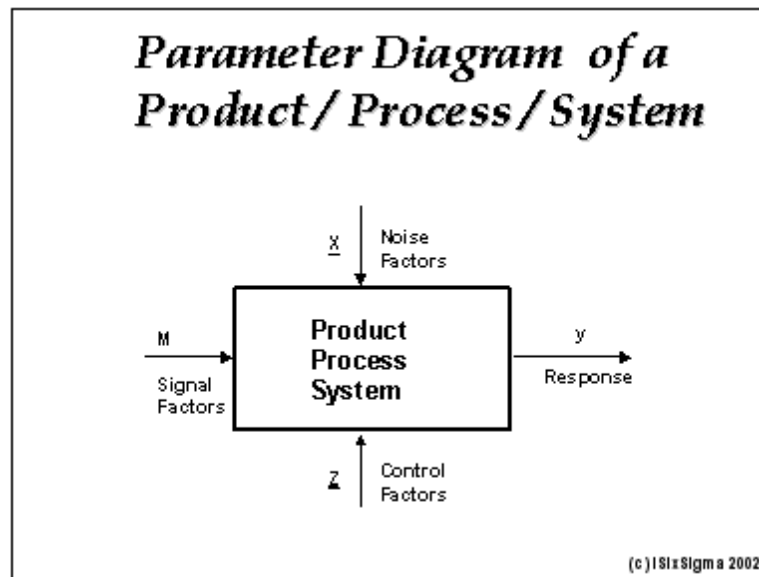 Parameter Diagram of a
Product / Process / System
X
Noise
Factors
M
Signal
Factors
Product
Process
System
y
Response
Z
Control
Factors
(c) ISixSigma 2002